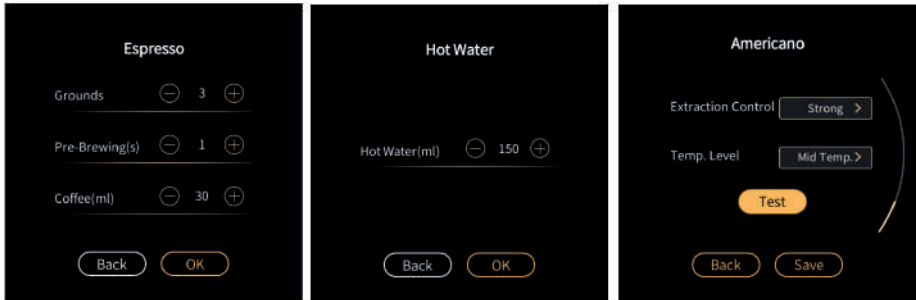 Espresso
Grounds 3
Pre-Brewing(s) 1
Coffee(ml) 30
Back OK
Hot Water
Hot Water(ml) 150
Back OK
Americano
Extraction Control Strong >
Temp. Level Mid Temp. >
Test
Back Save